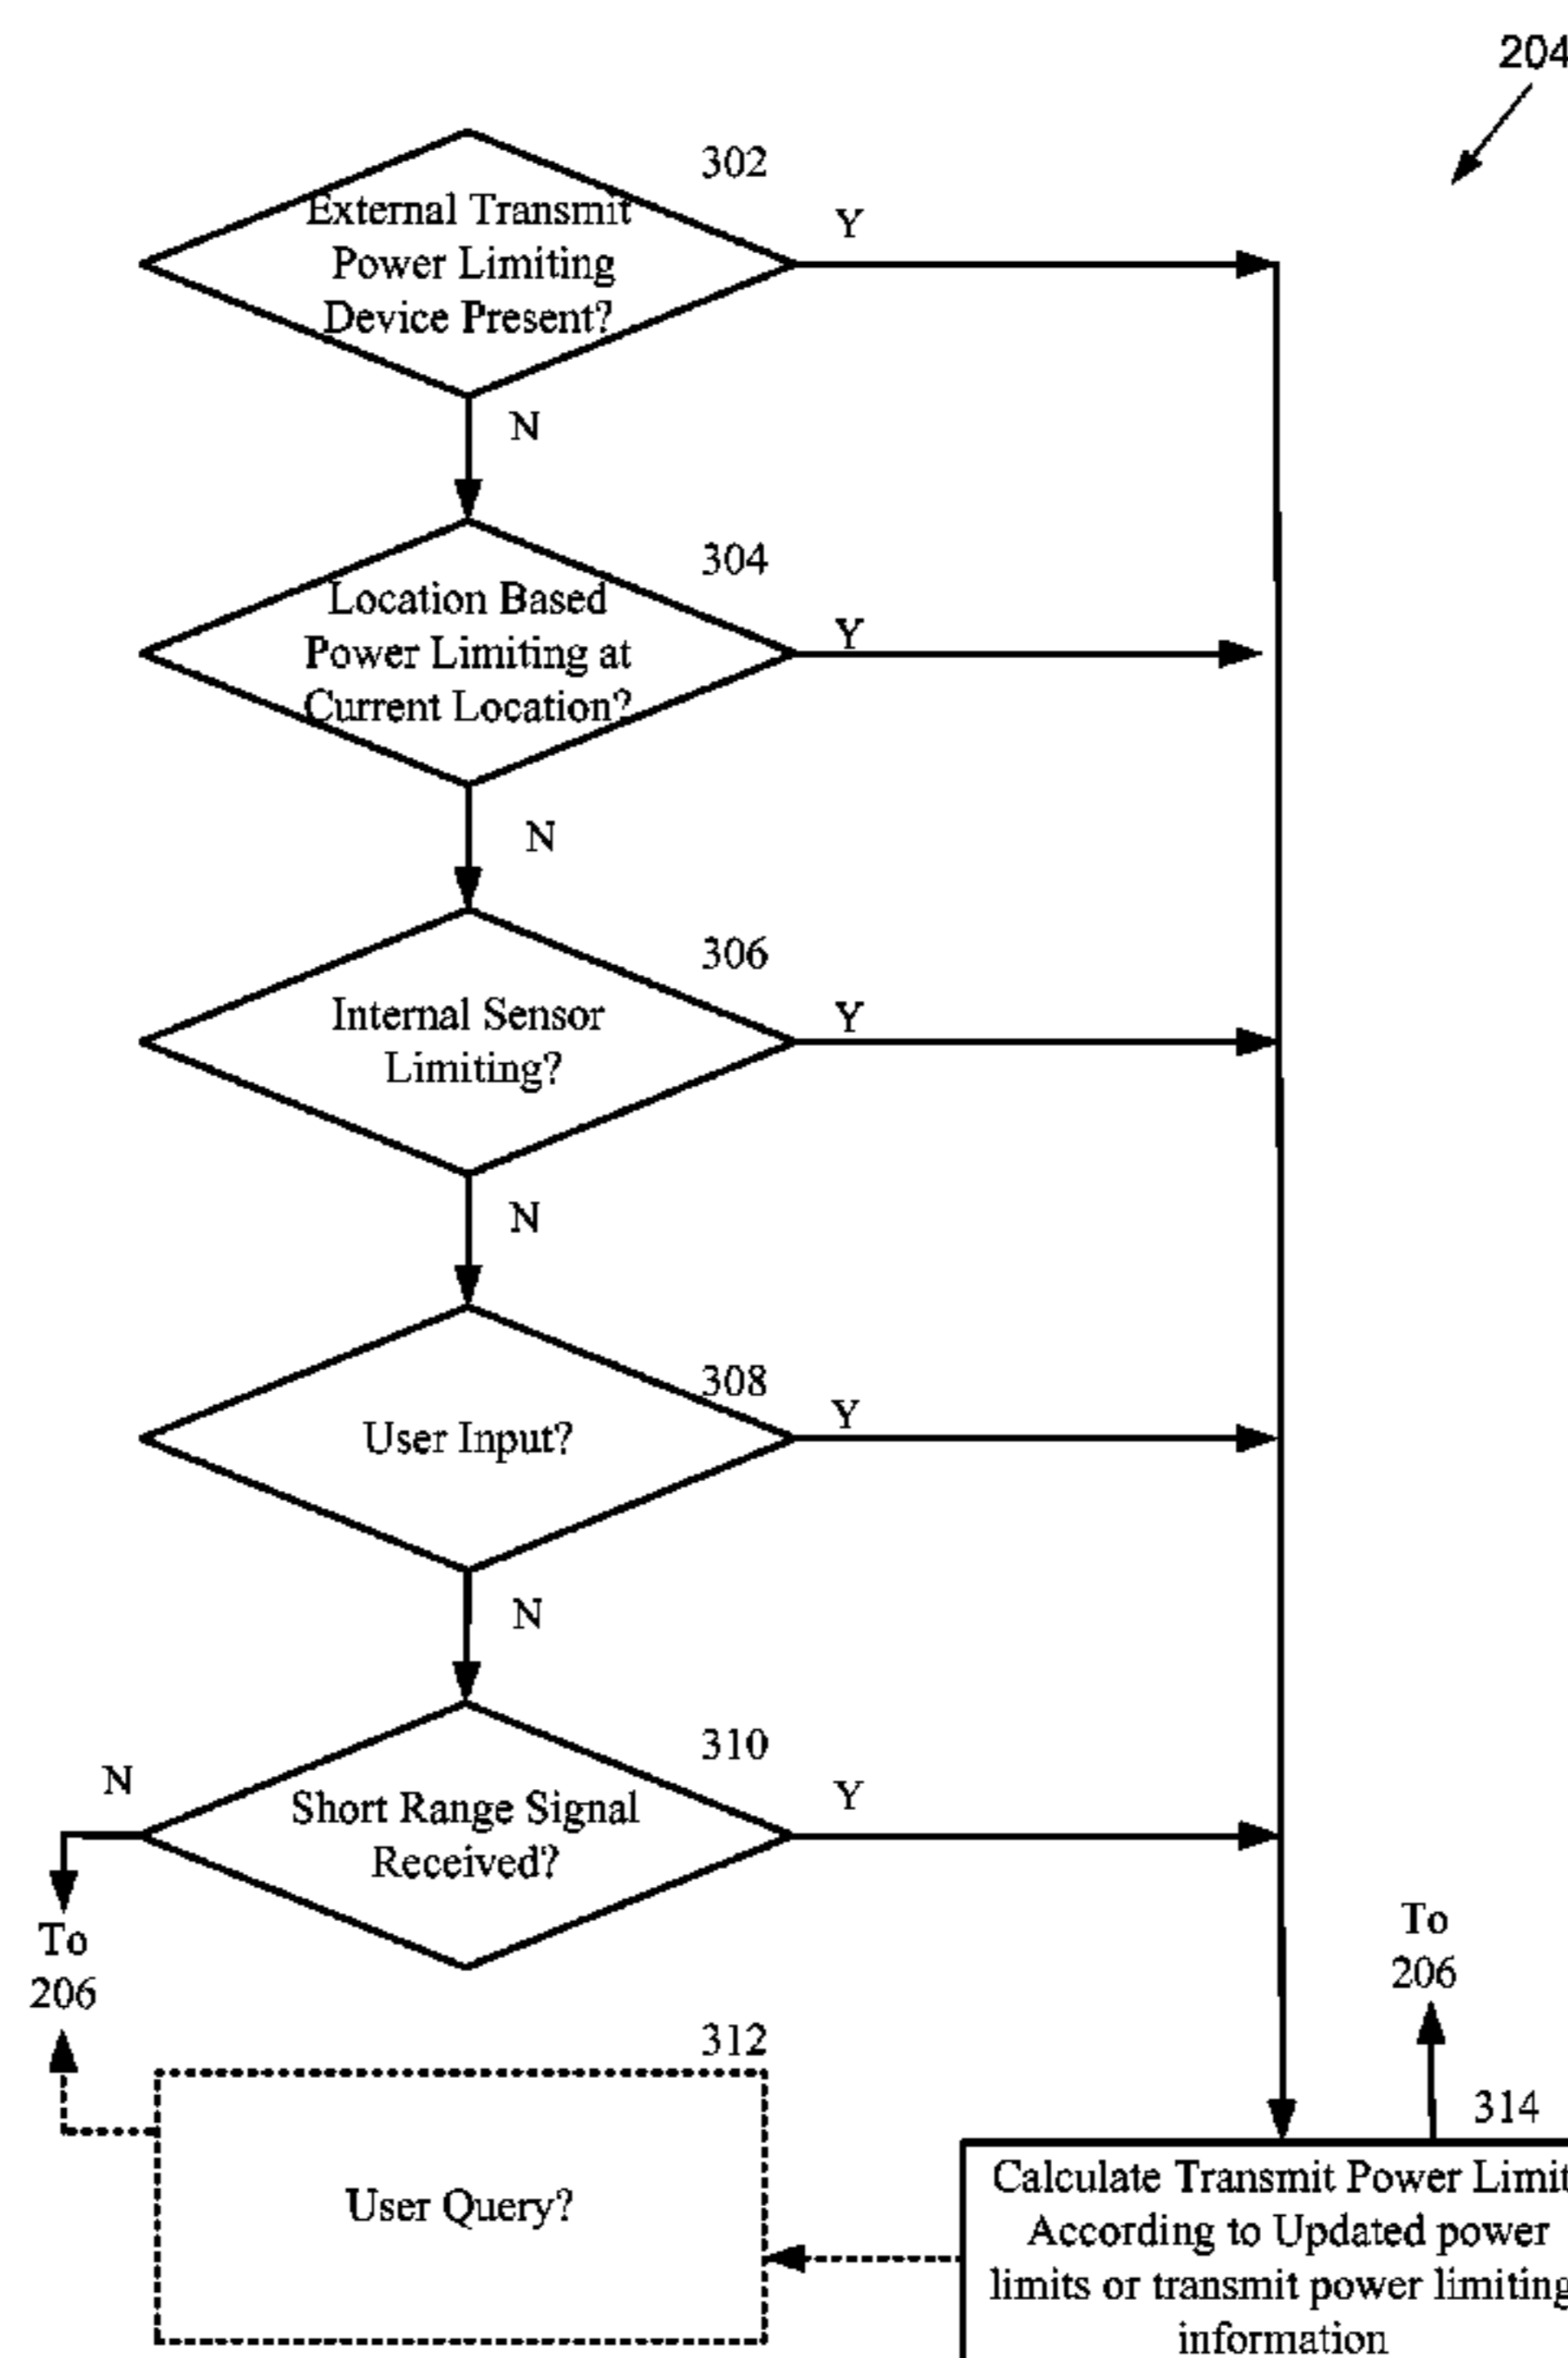 204
302
External Transmit
Power Limiting
Device Present?
Y
N
304
Location Based
Power Limiting at
Current Location?
Y
N
306
Internal Sensor
Limiting?
Y
N
308
User Input?
Y
N
310
Short Range Signal
Received?
N
Y
To
206
To
206
312
User Query?
314
Calculate Transmit Power Limit
According to Updated power
limits or transmit power limiting
information